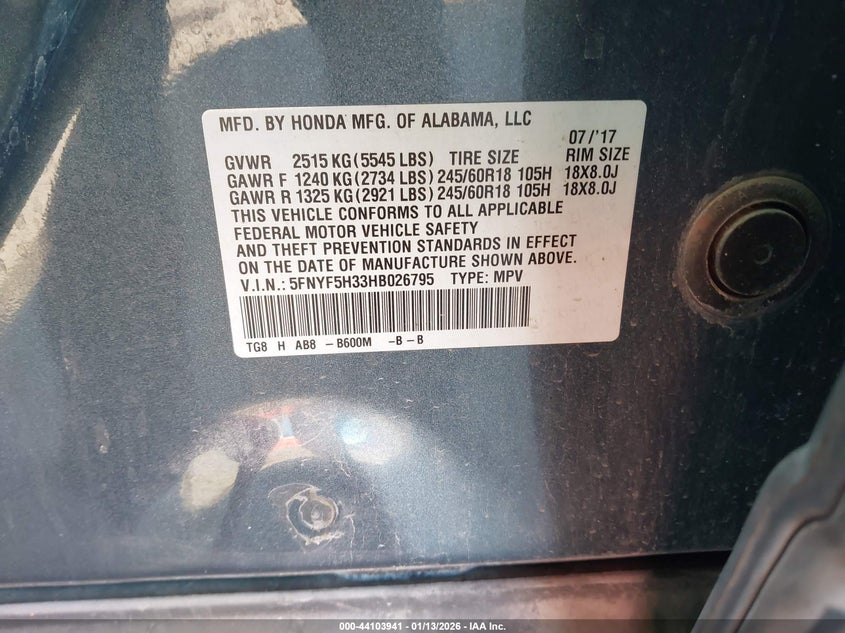 MFD. BY HONDA MFG. OF ALABAMA, LLC
07/'17
GVWR 2515 KG (5545 LBS) TIRE SIZE RIM SIZE
GAWR F 1240 KG (2734 LBS) 245/60R18 105H 18X8.0J
GAWR R 1325 KG (2921 LBS) 245/60R18 105H 18X8.0J
THIS VEHICLE CONFORMS TO ALL APPLICABLE
FEDERAL MOTOR VEHICLE SAFETY
AND THEFT PREVENTION STANDARDS IN EFFECT
ON THE DATE OF MANUFACTURE SHOWN ABOVE.
V.I.N.: 5FNYF5H33HB026795 TYPE: MPV
TG8 H AB8 -B600M -B -B
000-44103941 | 01/13/2026 | IAA Inc.